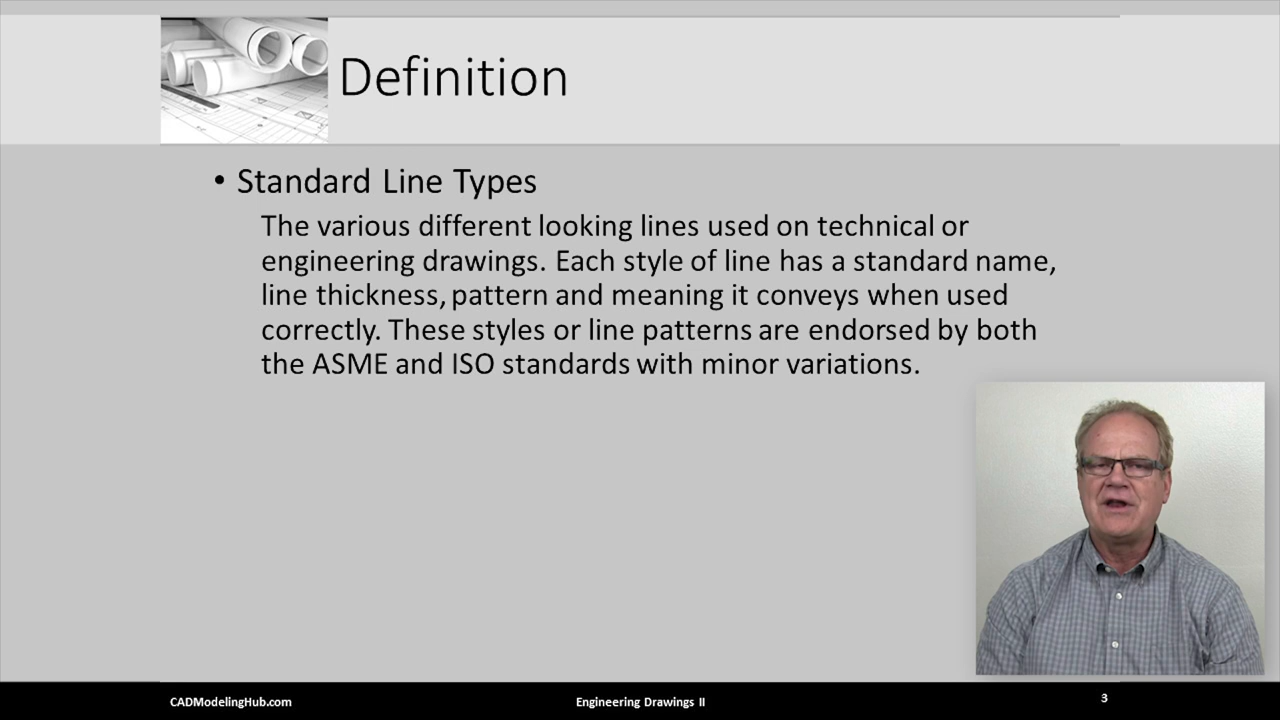 Definition
• Standard Line Types
The various different looking lines used on technical or
engineering drawings. Each style of line has a standard name,
line thickness, pattern and meaning it conveys when used
correctly. These styles or line patterns are endorsed by both
the ASME and ISO standards with minor variations.
CADModelingHub.com
Engineering Drawings II
3